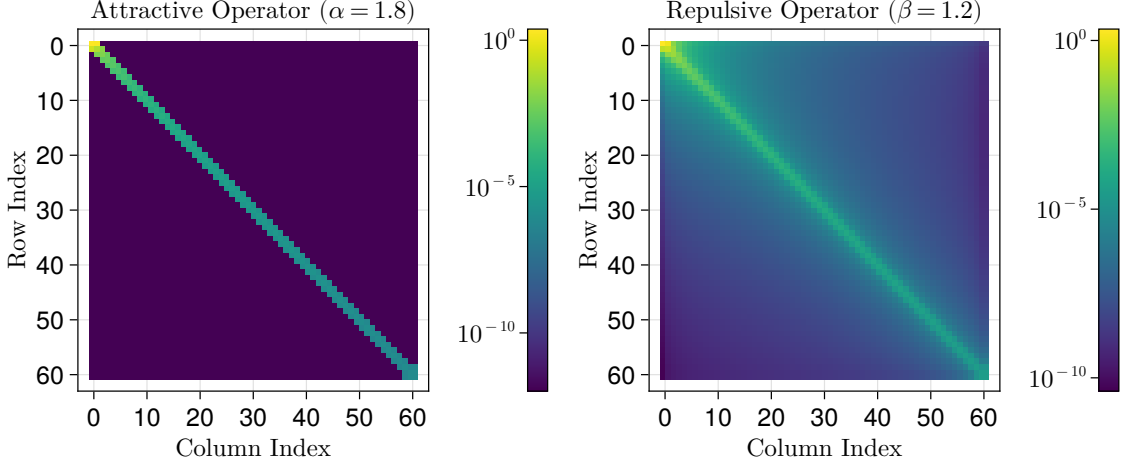 Attractive Operator (α = 1.8)
Row Index
0
10
20
30
40
50
60
0 10 20 30 40 50 60
Column Index
10^0
10^−5
10^−10
Repulsive Operator (β = 1.2)
Row Index
0
10
20
30
40
50
60
0 10 20 30 40 50 60
Column Index
10^0
10^−5
10^−10